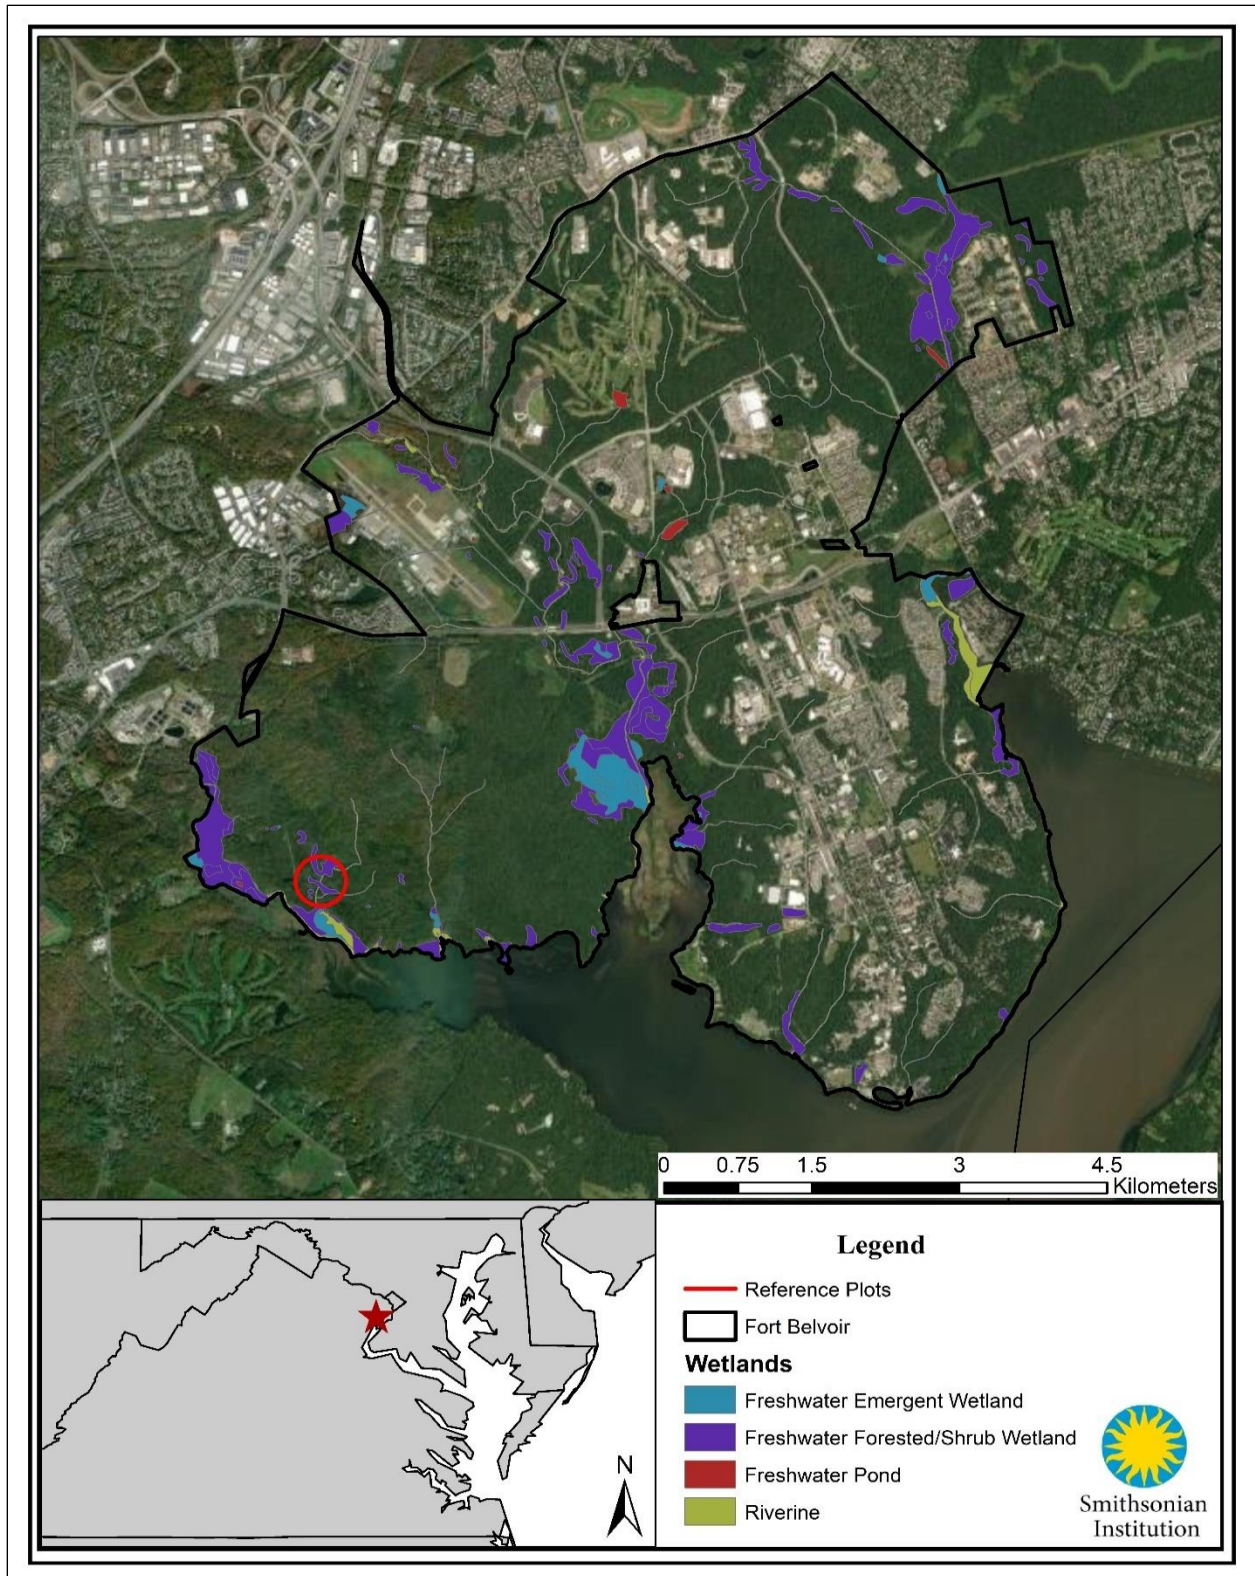 0 0.75 1.5 3 4.5
Kilometers
Legend
Reference Plots
Fort Belvoir
Wetlands
Freshwater Emergent Wetland
Freshwater Forested/Shrub Wetland
Freshwater Pond
Riverine
N
Smithsonian
Institution